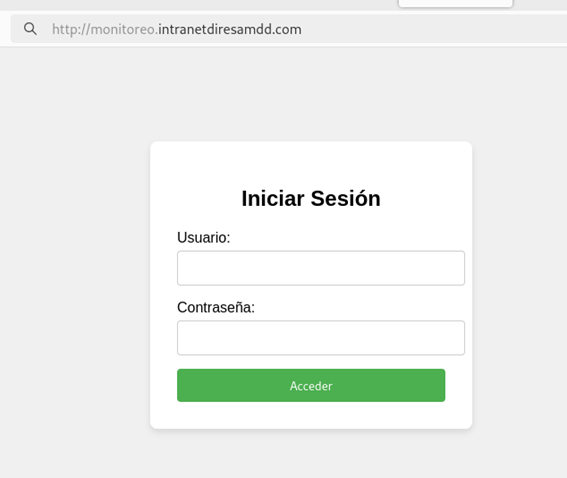 http://monitoreo.intranetdiresamdd.com
Iniciar Sesión
Usuario:
Contraseña:
Acceder